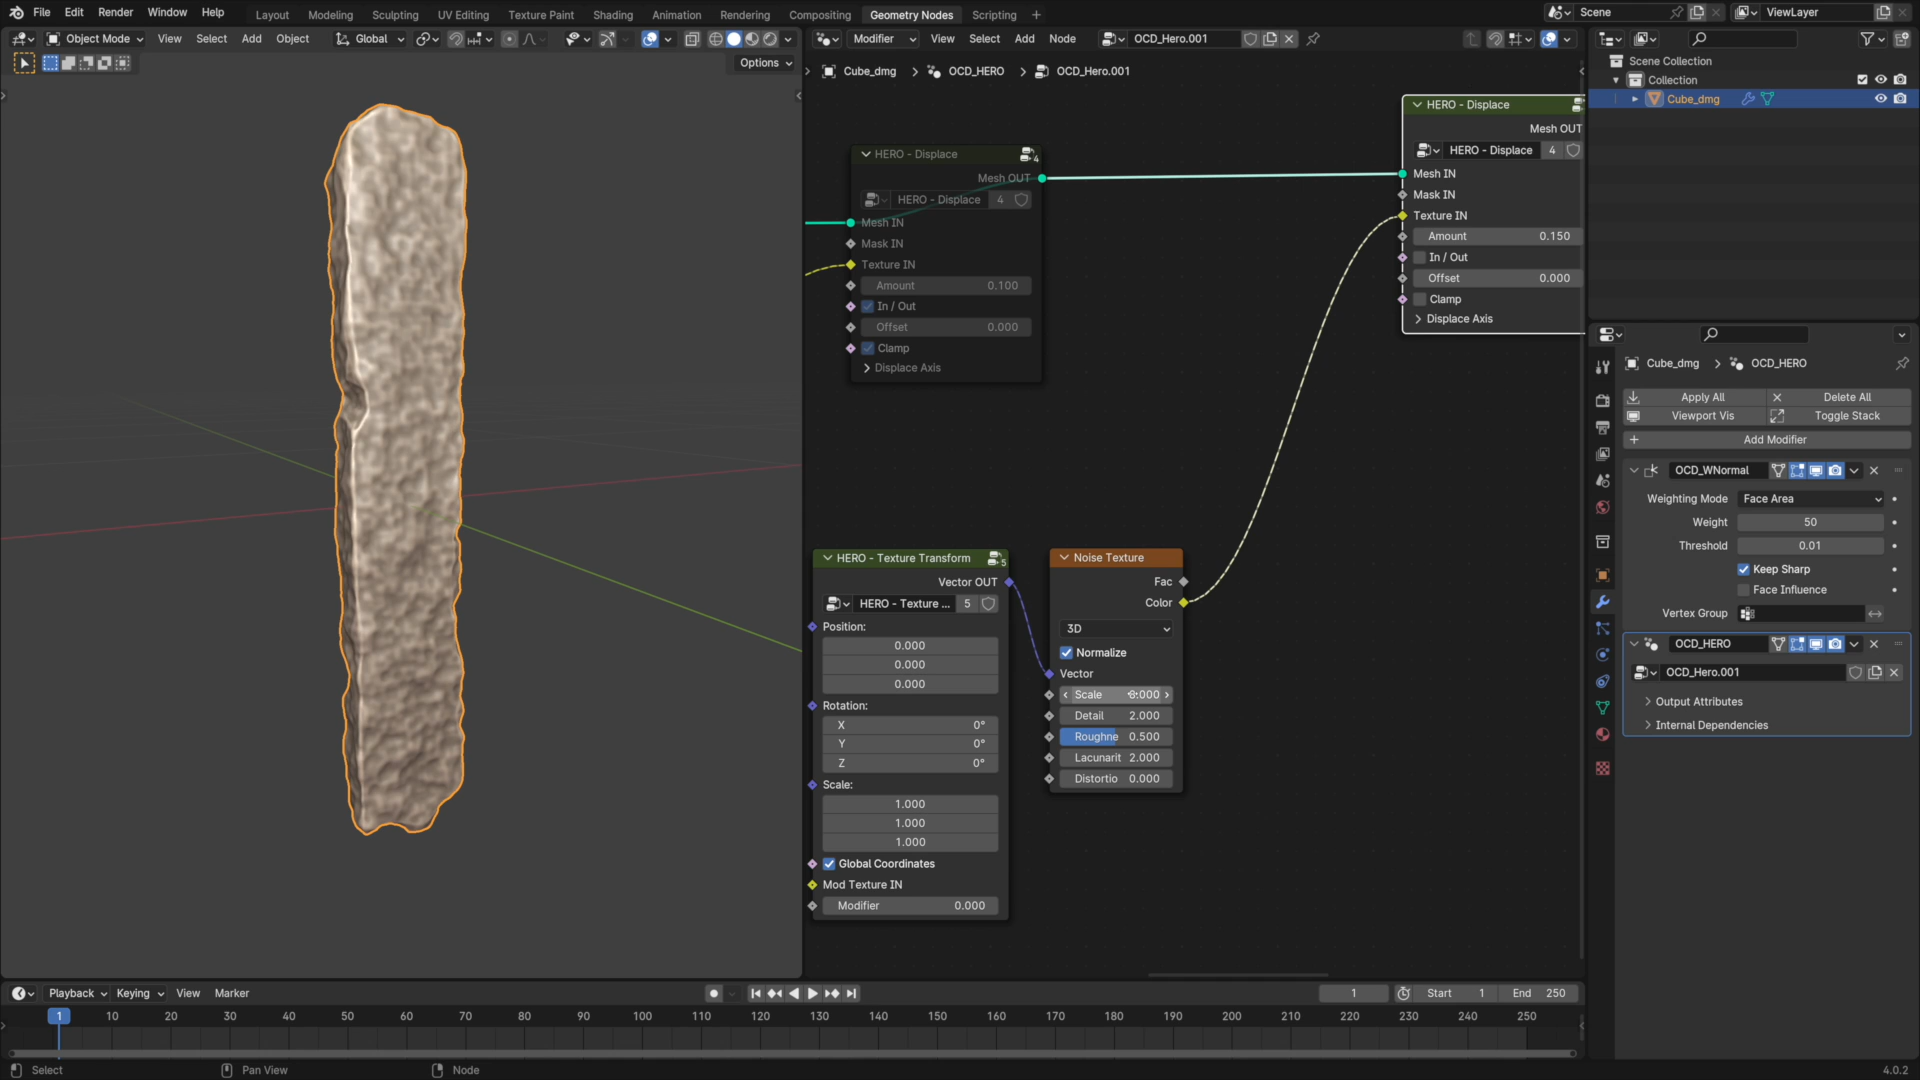 File Edit Render Window Help Layout Modeling Sculpting UV Editing Texture Paint Shading Animation Rendering Compositing Geometry Nodes Scripting + Scene ViewLayer
Object Mode View Select Add Object Global
Options
Modifier View Select Add Node OCD_Hero.001
Cube_dmg > OCD_HERO > OCD_Hero.001
HERO - Displace 4
Mesh OUT
HERO - Displace 4
Mesh IN
Mask IN
Texture IN
Amount 0.100
In / Out
Offset 0.000
Clamp
Displace Axis
HERO - Displace
Mesh OUT
HERO - Displace 4
Mesh IN
Mask IN
Texture IN
Amount 0.150
In / Out
Offset 0.000
Clamp
Displace Axis
HERO - Texture Transform 5
Vector OUT
HERO - Texture ... 5
Position:
0.000
0.000
0.000
Rotation:
X 0°
Y 0°
Z 0°
Scale:
1.000
1.000
1.000
Global Coordinates
Mod Texture IN
Modifier 0.000
Noise Texture
Fac
Color
3D
Normalize
Vector
Scale
Detail 2.000
Roughne 0.500
Lacunarit 2.000
Distortio 0.000
Scene Collection
Collection
Cube_dmg
Cube_dmg > OCD_HERO
Apply All Delete All
Viewport Vis Toggle Stack
Add Modifier
OCD_WNormal
Weighting Mode Face Area
Weight 50
Threshold 0.01
Keep Sharp
Face Influence
Vertex Group
OCD_HERO
OCD_Hero.001
Output Attributes
Internal Dependencies
Playback Keying View Marker 1 Start 1 End 250
1 10 20 30 40 50 60 70 80 90 100 110 120 130 140 150 160 170 180 190 200 210 220 230 240 250
Select Pan View Node 4.0.2